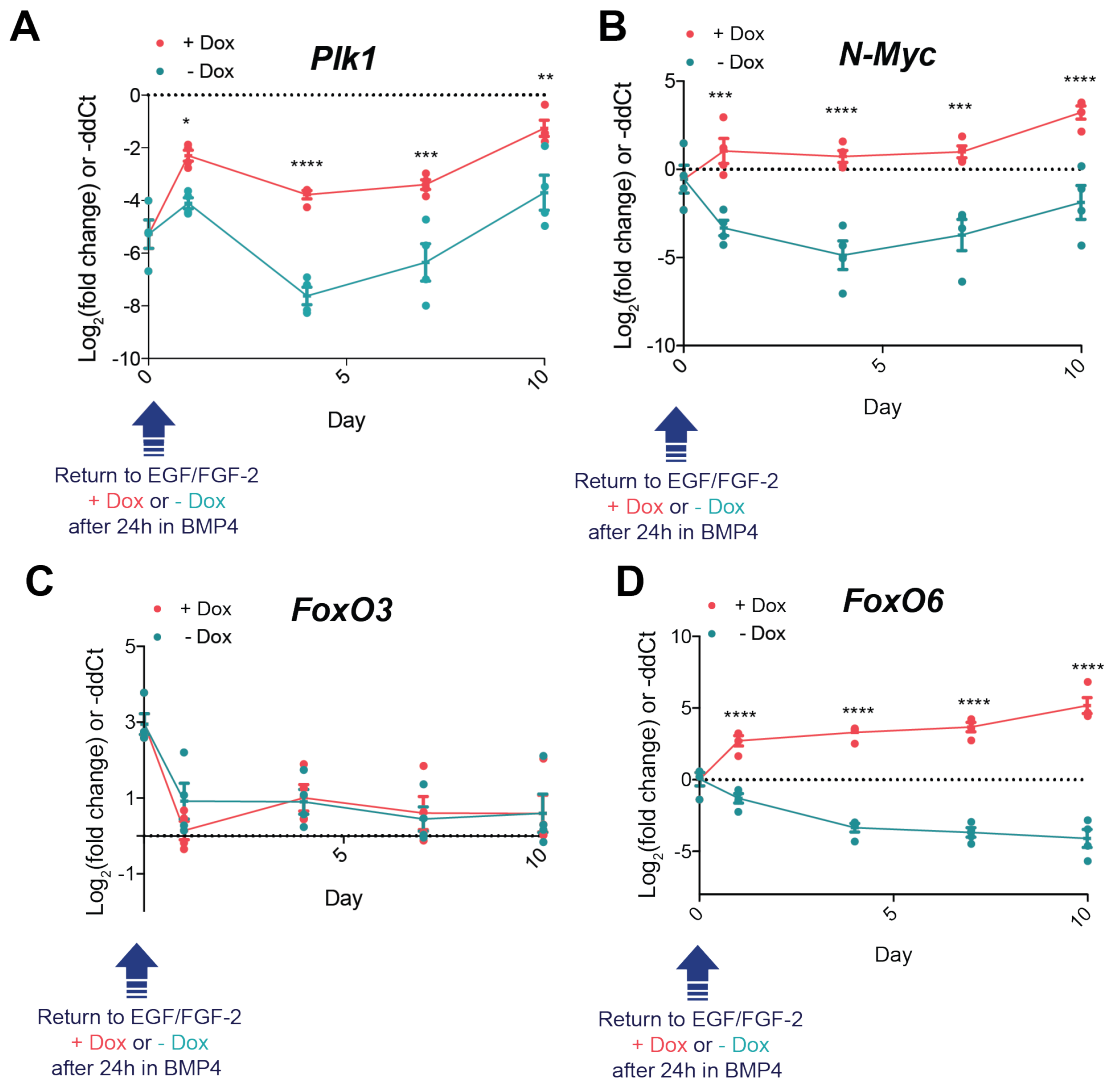 A
+ Dox
- Dox
Plk1
Log2(fold change) or -ddCt
0
-2
-4
-6
-8
-10
*
****
***
**
0
5
10
Day
Return to EGF/FGF-2
+ Dox or - Dox
after 24h in BMP4
B
+ Dox
- Dox
N-Myc
Log2(fold change) or -ddCt
5
0
-5
-10
***
****
***
****
0
5
10
Day
Return to EGF/FGF-2
+ Dox or - Dox
after 24h in BMP4
C
+ Dox
- Dox
FoxO3
Log2(fold change) or -ddCt
5
3
1
-1
5
10
Day
Return to EGF/FGF-2
+ Dox or - Dox
after 24h in BMP4
D
+ Dox
- Dox
FoxO6
Log2(fold change) or -ddCt
10
5
0
-5
****
****
****
****
0
5
10
Day
Return to EGF/FGF-2
+ Dox or - Dox
after 24h in BMP4